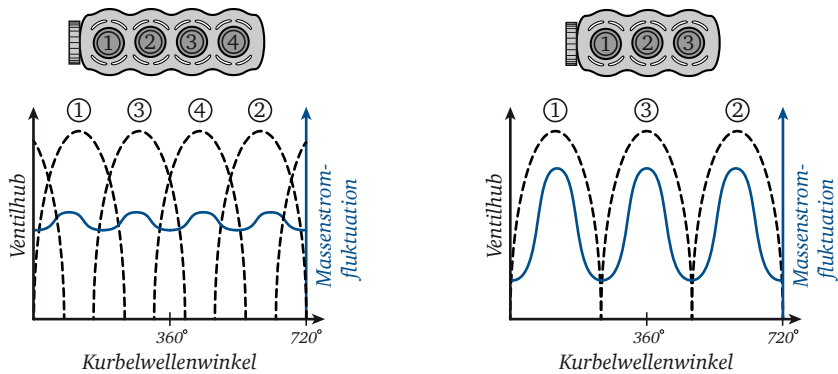 ① ② ③ ④
① ③ ④ ②
Ventilhub
Massenstrom-
fluktuation
360° 720°
Kurbelwellenwinkel
① ② ③
① ③ ②
Ventilhub
Massenstrom-
fluktuation
360° 720°
Kurbelwellenwinkel